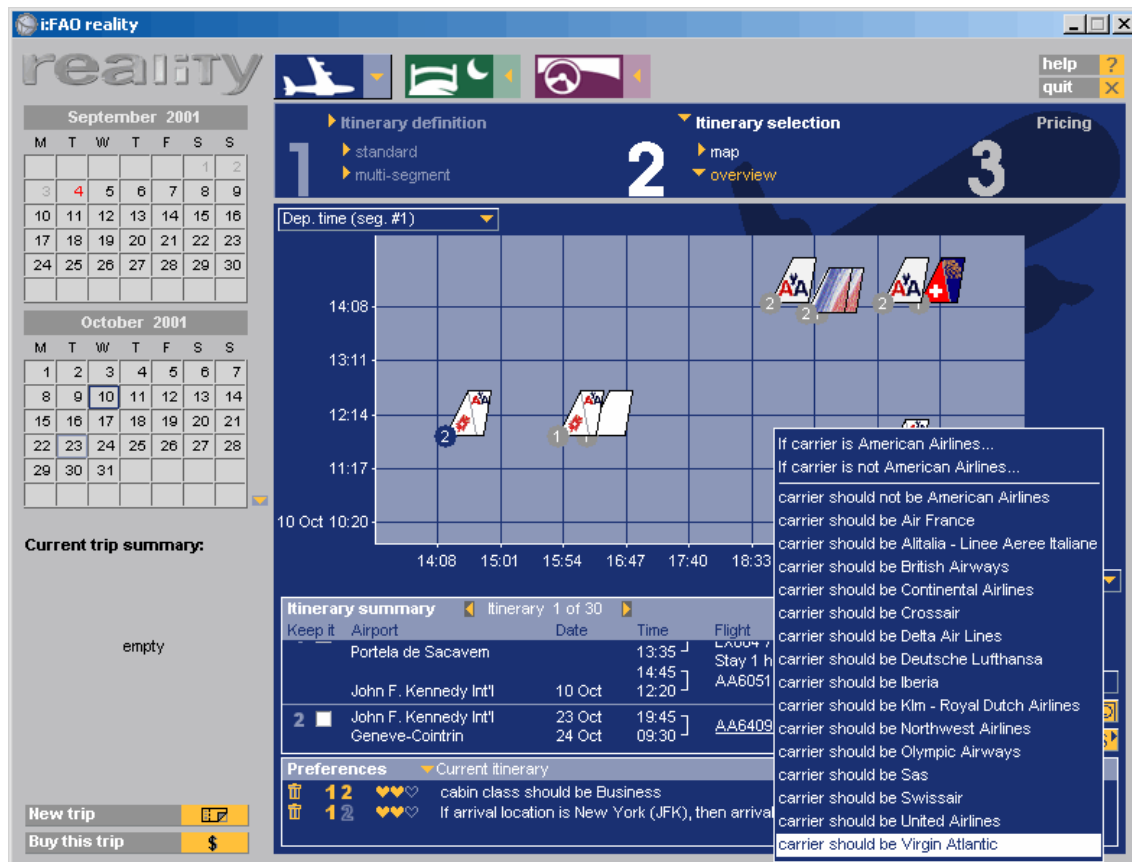 i:FAO reality
reality
help ?
quit ×
September 2001
M T W T F S S
1 2
3 4 5 6 7 8 9
10 11 12 13 14 15 16
17 18 19 20 21 22 23
24 25 26 27 28 29 30
October 2001
M T W T F S S
1 2 3 4 5 6 7
8 9 10 11 12 13 14
15 16 17 18 19 20 21
22 23 24 25 26 27 28
29 30 31
Current trip summary:
empty
New trip
Buy this trip $
1 Itinerary definition
standard
multi-segment
2 Itinerary selection
map
overview
3 Pricing
Dep. time (seg. #1)
14:08
13:11
12:14
11:17
10 Oct 10:20
14:08 15:01 15:54 16:47 17:40 18:33
AA AA
2 2 2 1
AA AA
2 1
Itinerary summary Itinerary 1 of 30
Keep it Airport Date Time Flight
Portela de Sacavem 13:35 Stay 1 h
14:45 AA6051
John F. Kennedy Int'l 10 Oct 12:20
2 John F. Kennedy Int'l 23 Oct 19:45 AA6409
Geneve-Cointrin 24 Oct 09:30
Preferences Current itinerary
1 2 cabin class should be Business
1 2 If arrival location is New York (JFK), then arrival
If carrier is American Airlines...
If carrier is not American Airlines...
carrier should not be American Airlines
carrier should be Air France
carrier should be Alitalia - Linee Aeree Italiane
carrier should be British Airways
carrier should be Continental Airlines
carrier should be Crossair
carrier should be Delta Air Lines
carrier should be Deutsche Lufthansa
carrier should be Iberia
carrier should be Klm - Royal Dutch Airlines
carrier should be Northwest Airlines
carrier should be Olympic Airways
carrier should be Sas
carrier should be Swissair
carrier should be United Airlines
carrier should be Virgin Atlantic